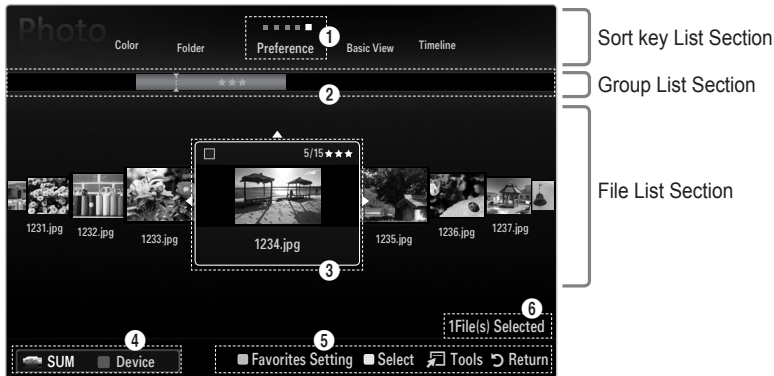 Photo
Color
Folder
Preference
Basic View
Timeline
1
Sort key List Section
★★★
2
Group List Section
5/15★★★
File List Section
1231.jpg
1232.jpg
1233.jpg
1234.jpg
1235.jpg
1236.jpg
1237.jpg
3
6
1File(s) Selected
4
5
SUM
Device
Favorites Setting
Select
Tools
Return